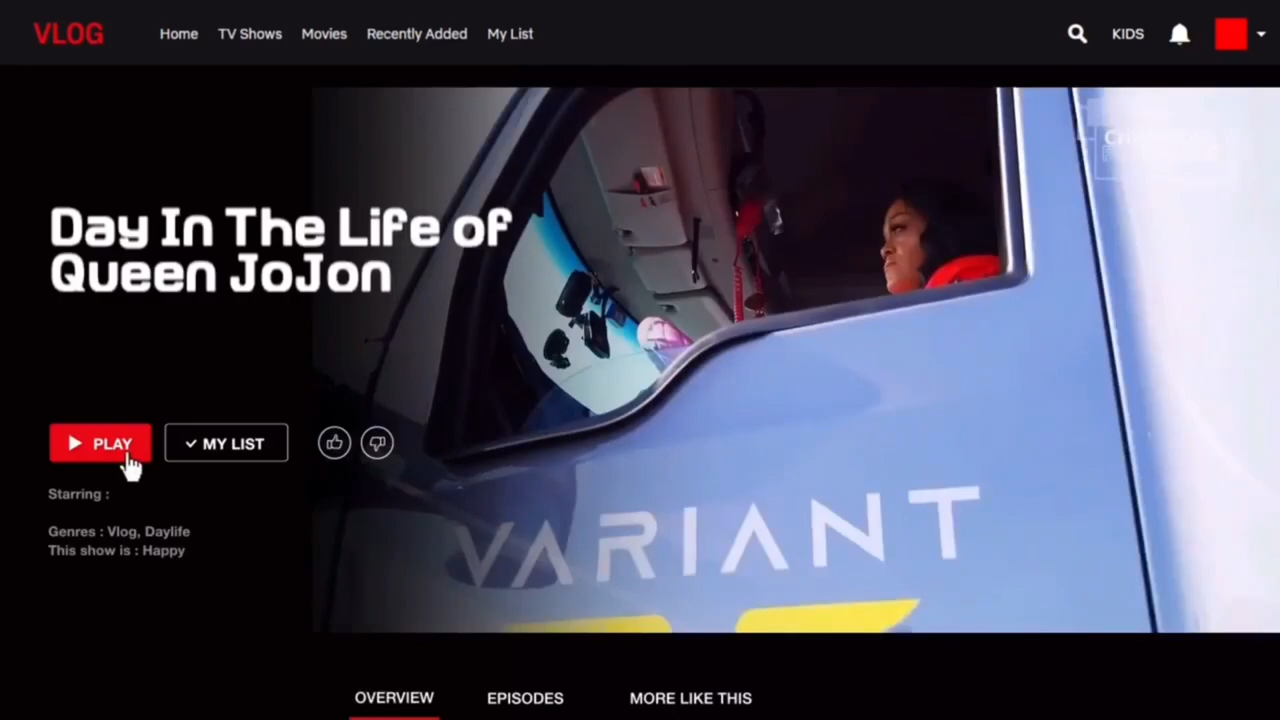 VLOG
Home
TV Shows
Movies
Recently Added
My List
KIDS
Day In The Life of
Queen JoJon
PLAY
MY LIST
Starring :
Genres : Vlog, Daylife
This show is : Happy
VARIANT
OVERVIEW
EPISODES
MORE LIKE THIS